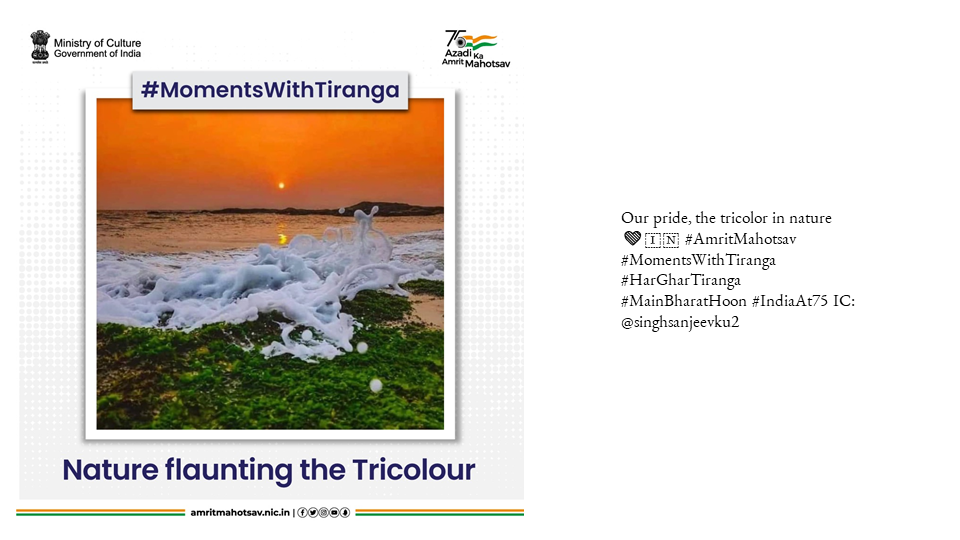 Ministry of Culture
Government of India
75
Azadi Ka
Amrit Mahotsav
#MomentsWithTiranga
Nature flaunting the Tricolour
amritmahotsav.nic.in |
Our pride, the tricolor in nature
💚🇮🇳 #AmritMahotsav
#MomentsWithTiranga
#HarGharTiranga
#MainBharatHoon #IndiaAt75 IC:
@singhsanjeevku2